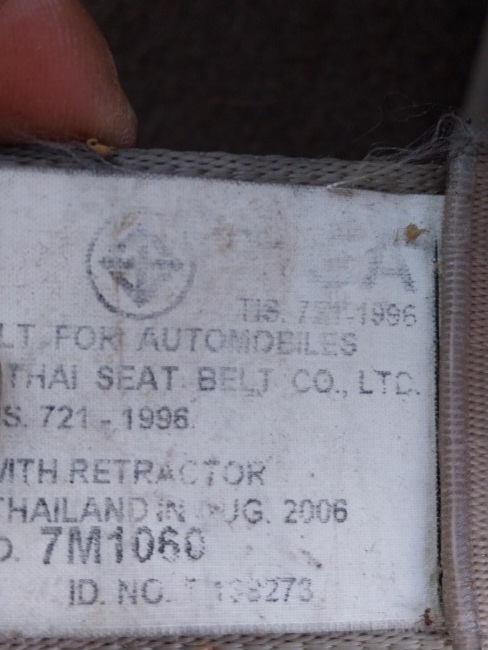 TIS. 721-1996
LT FOR AUTOMOBILES
THAI SEAT BELT CO., LTD.
S. 721 - 1996
WITH RETRACTOR
THAILAND IN AUG. 2006
O. 7M1060
ID. NO.